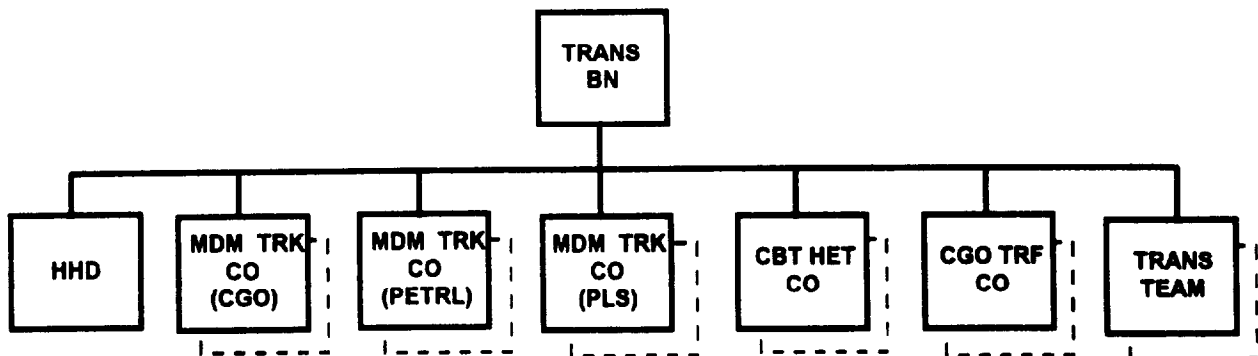 TRANS
BN
HHD
MDM TRK
CO
(CGO)
MDM TRK
CO
(PETRL)
MDM TRK
CO
(PLS)
CBT HET
CO
CGO TRF
CO
TRANS
TEAM